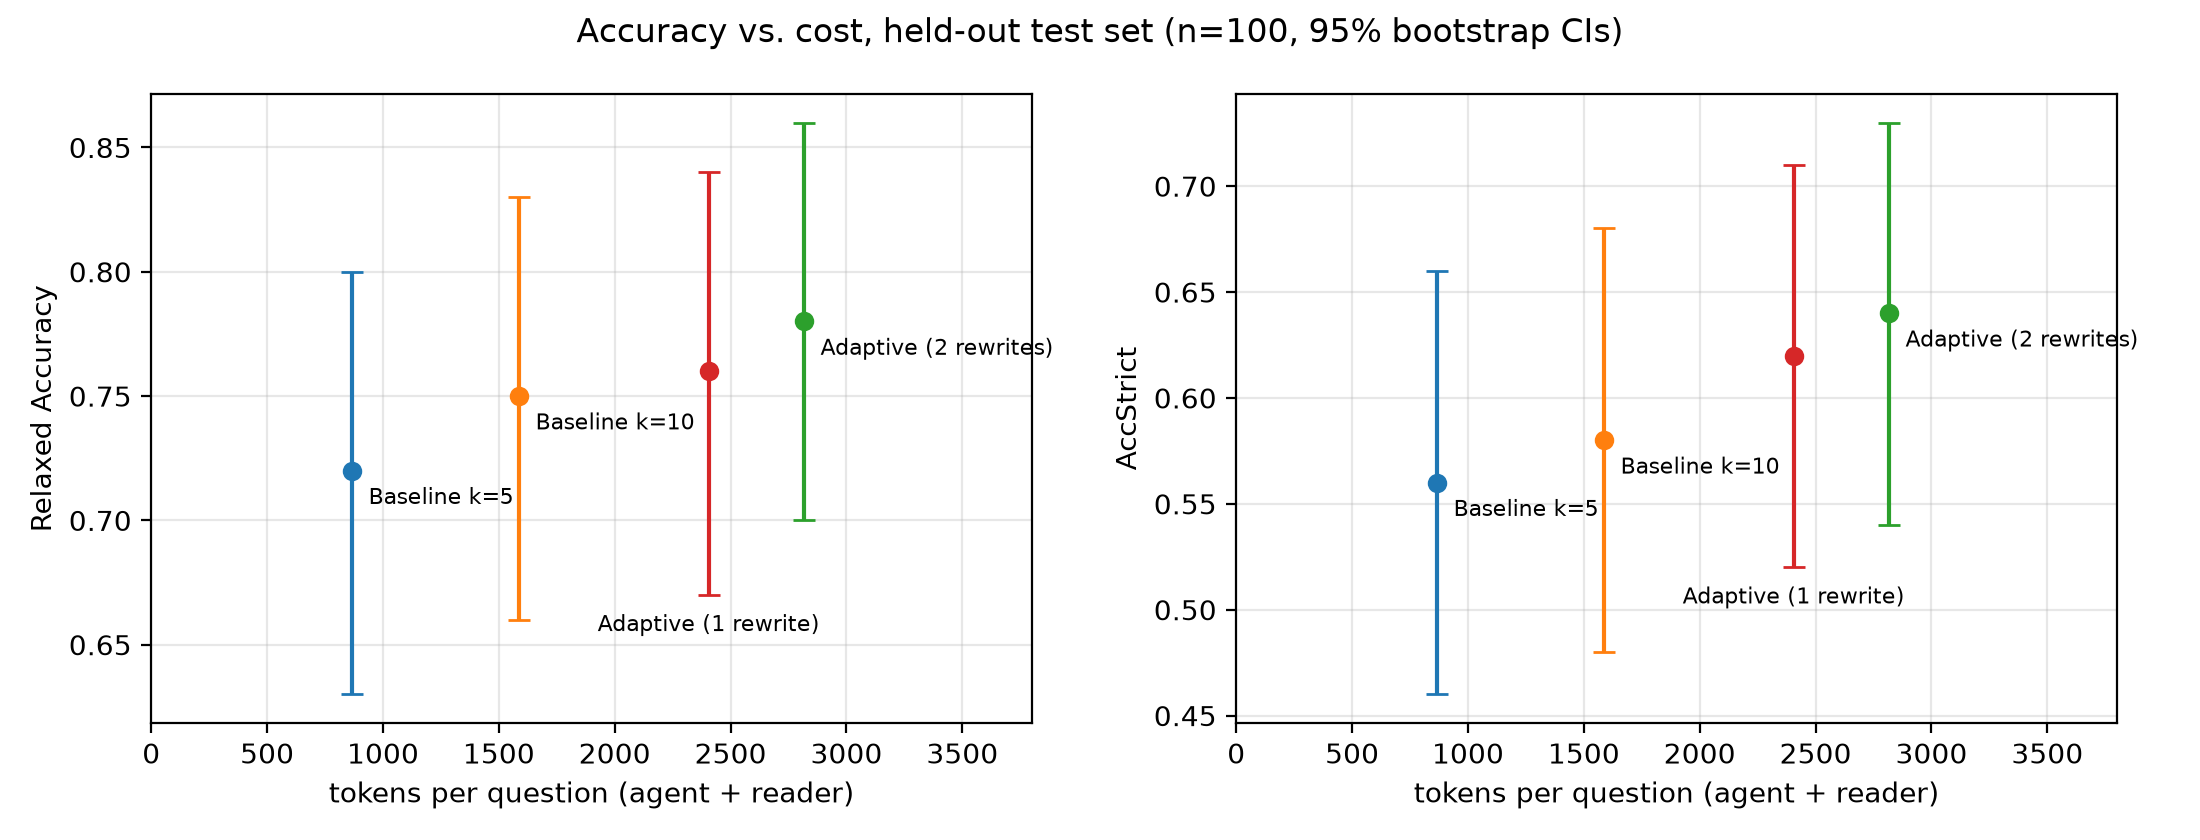 Accuracy vs. cost, held-out test set (n=100, 95% bootstrap CIs)
Relaxed Accuracy
0.85
0.80
0.75
0.70
0.65
Adaptive (2 rewrites)
Baseline k=10
Baseline k=5
Adaptive (1 rewrite)
0 500 1000 1500 2000 2500 3000 3500
tokens per question (agent + reader)
AccStrict
0.70
0.65
0.60
0.55
0.50
0.45
Adaptive (2 rewrites)
Baseline k=10
Baseline k=5
Adaptive (1 rewrite)
0 500 1000 1500 2000 2500 3000 3500
tokens per question (agent + reader)